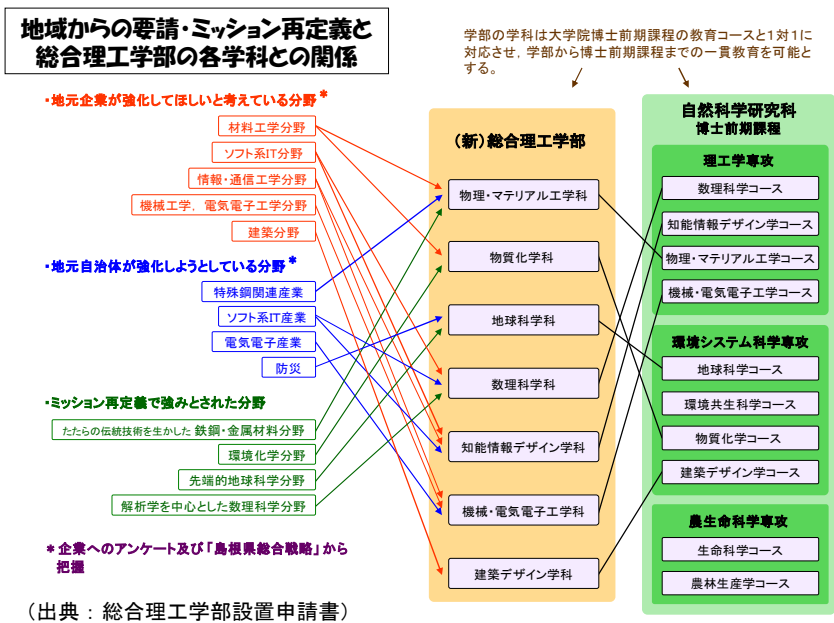 地域からの要請・ミッション再定義と
総合理工学部の各学科との関係
学部の学科は大学院博士前期課程の教育コースと1対1に
対応させ，学部から博士前期課程までの一貫教育を可能と
する。
・地元企業が強化してほしいと考えている分野*
材料工学分野
ソフト系IT分野
情報・通信工学分野
機械工学，電気電子工学分野
建築分野
・地元自治体が強化しようとしている分野*
特殊鋼関連産業
ソフト系IT産業
電気電子産業
防災
・ミッション再定義で強みとされた分野
たたらの伝統技術を生かした 鉄鋼・金属材料分野
環境化学分野
先端的地球科学分野
解析学を中心とした数理科学分野
*企業へのアンケート及び「島根県総合戦略」から
把握
（新）総合理工学部
物理・マテリアル工学科
物質化学科
地球科学科
数理科学科
知能情報デザイン学科
機械・電気電子工学科
建築デザイン学科
自然科学研究科
博士前期課程
理工学専攻
数理科学コース
知能情報デザイン学コース
物理・マテリアル工学コース
機械・電気電子工学コース
環境システム科学専攻
地球科学コース
環境共生科学コース
物質化学コース
建築デザイン学コース
農生命科学専攻
生命科学コース
農林生産学コース
（出典：総合理工学部設置申請書）